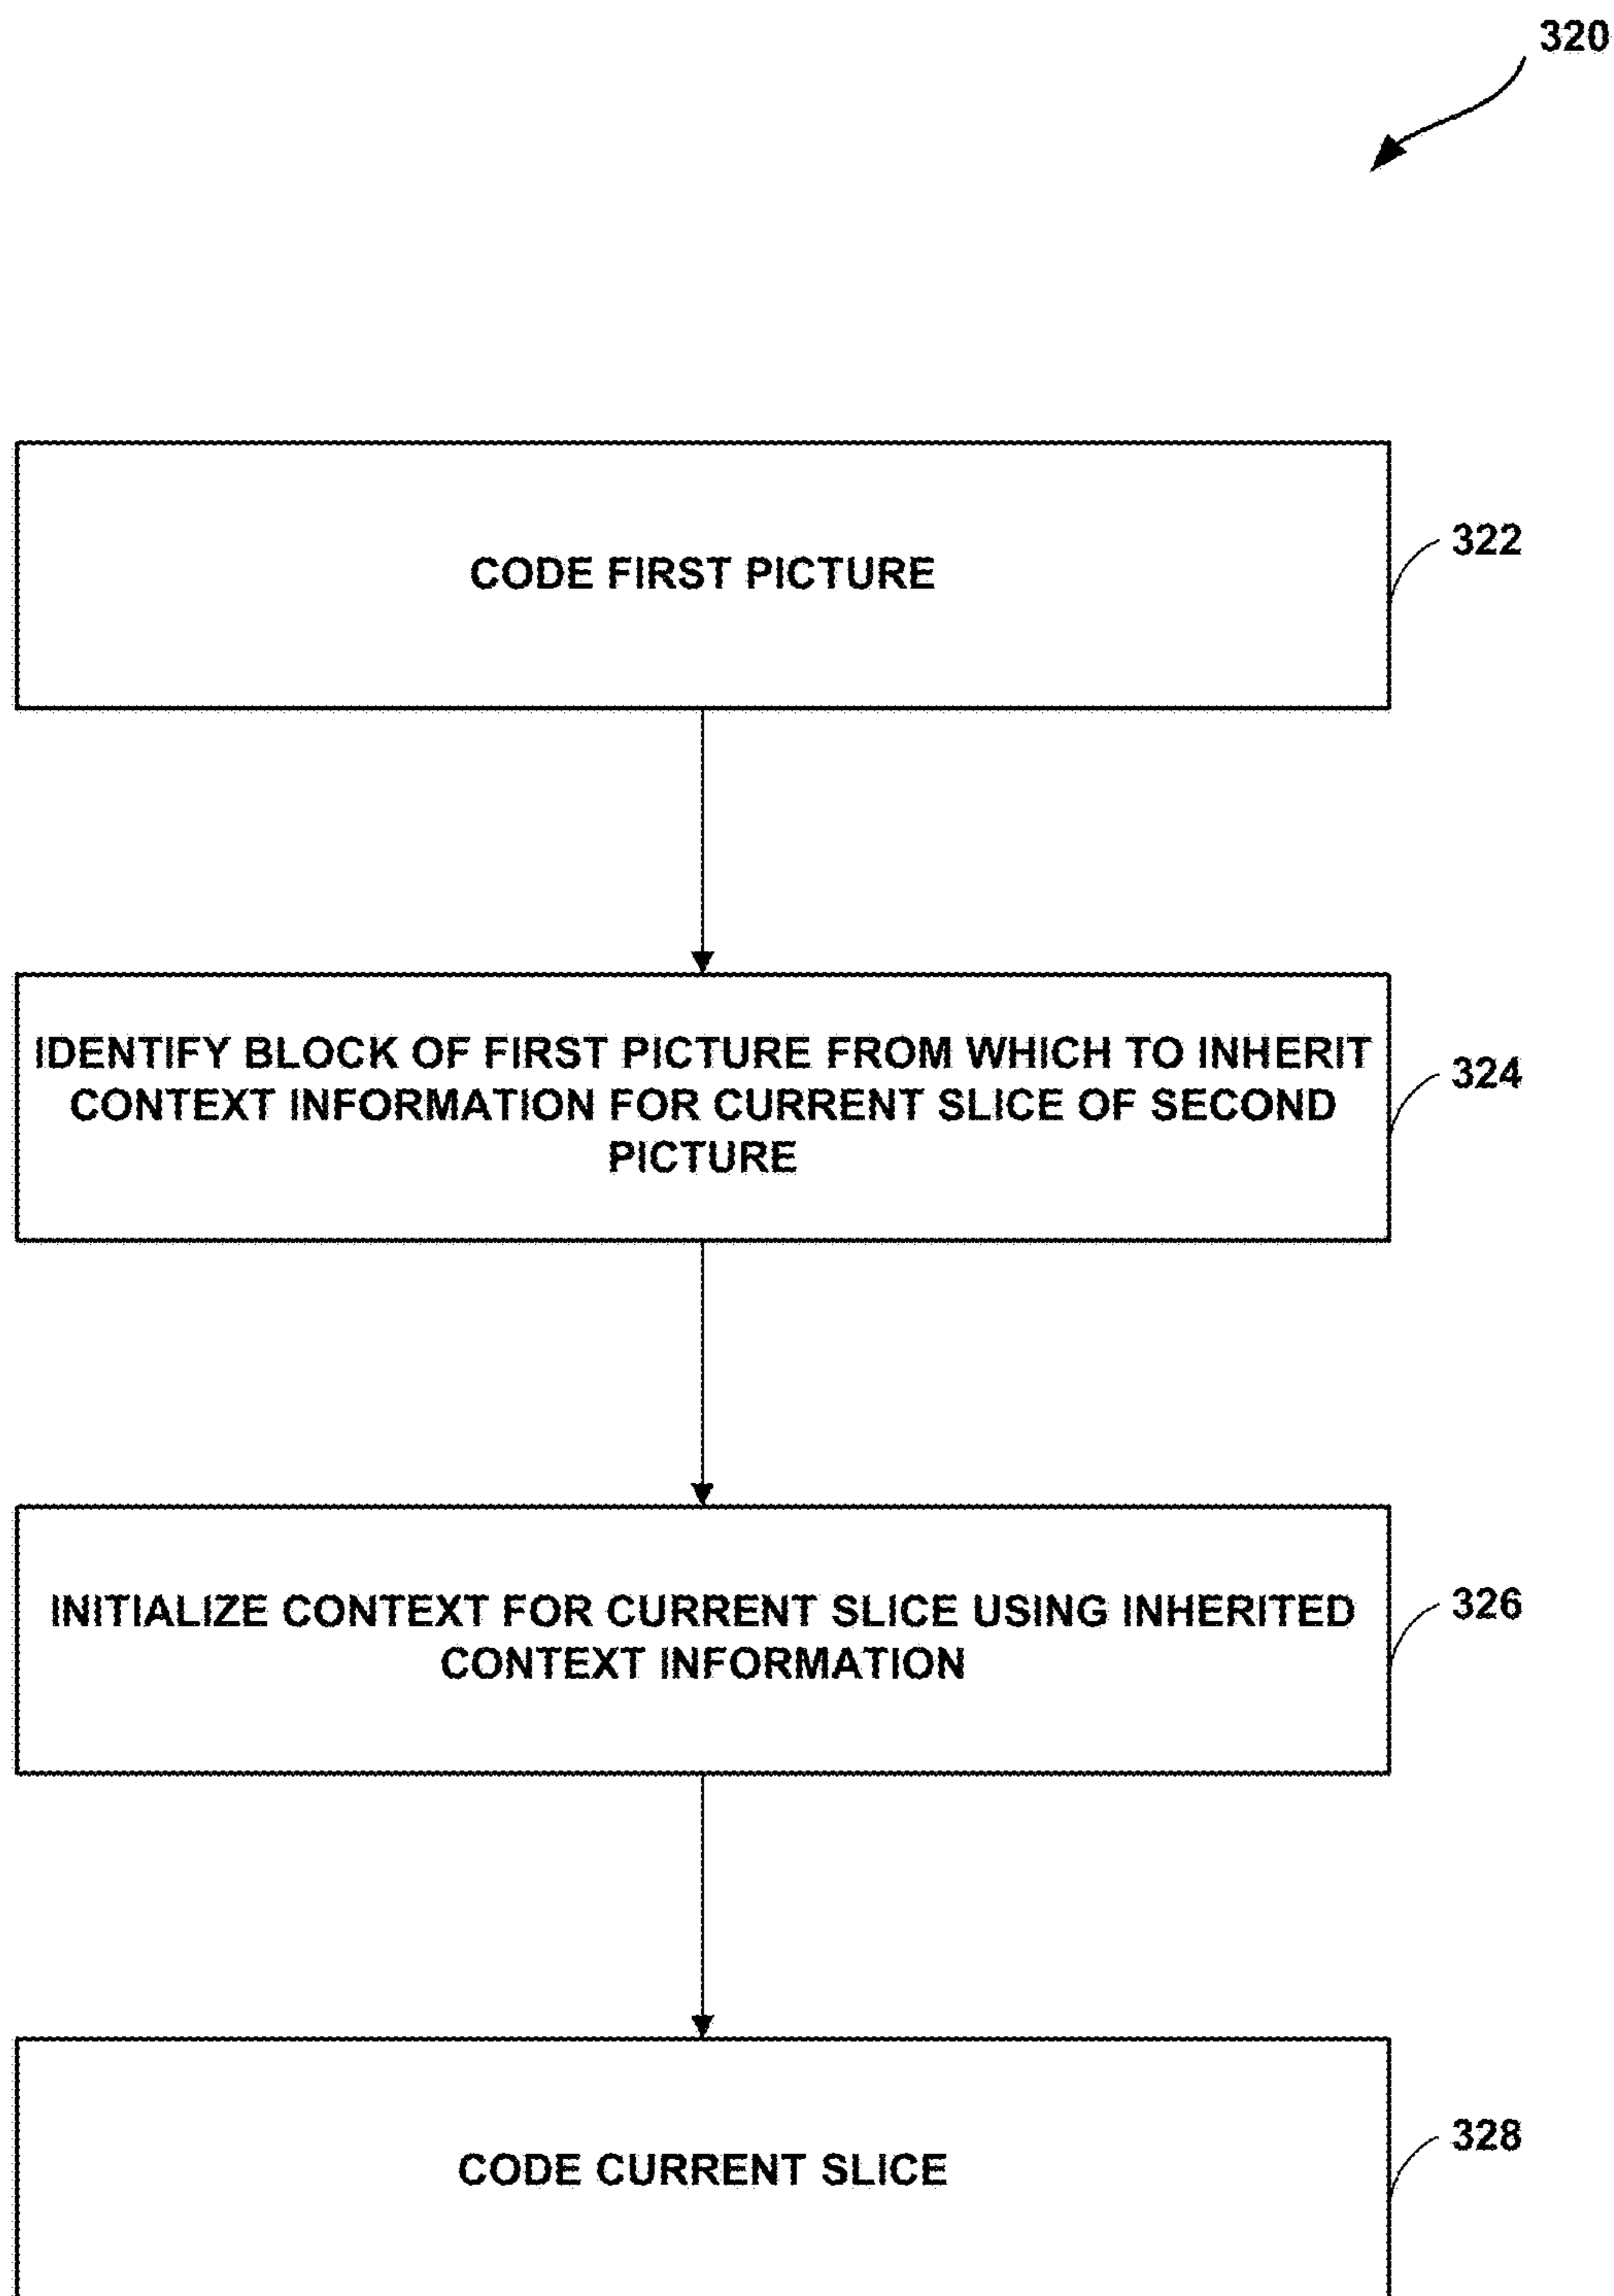 320
CODE FIRST PICTURE
322
IDENTIFY BLOCK OF FIRST PICTURE FROM WHICH TO INHERIT
CONTEXT INFORMATION FOR CURRENT SLICE OF SECOND
PICTURE
324
INITIALIZE CONTEXT FOR CURRENT SLICE USING INHERITED
CONTEXT INFORMATION
326
CODE CURRENT SLICE
328